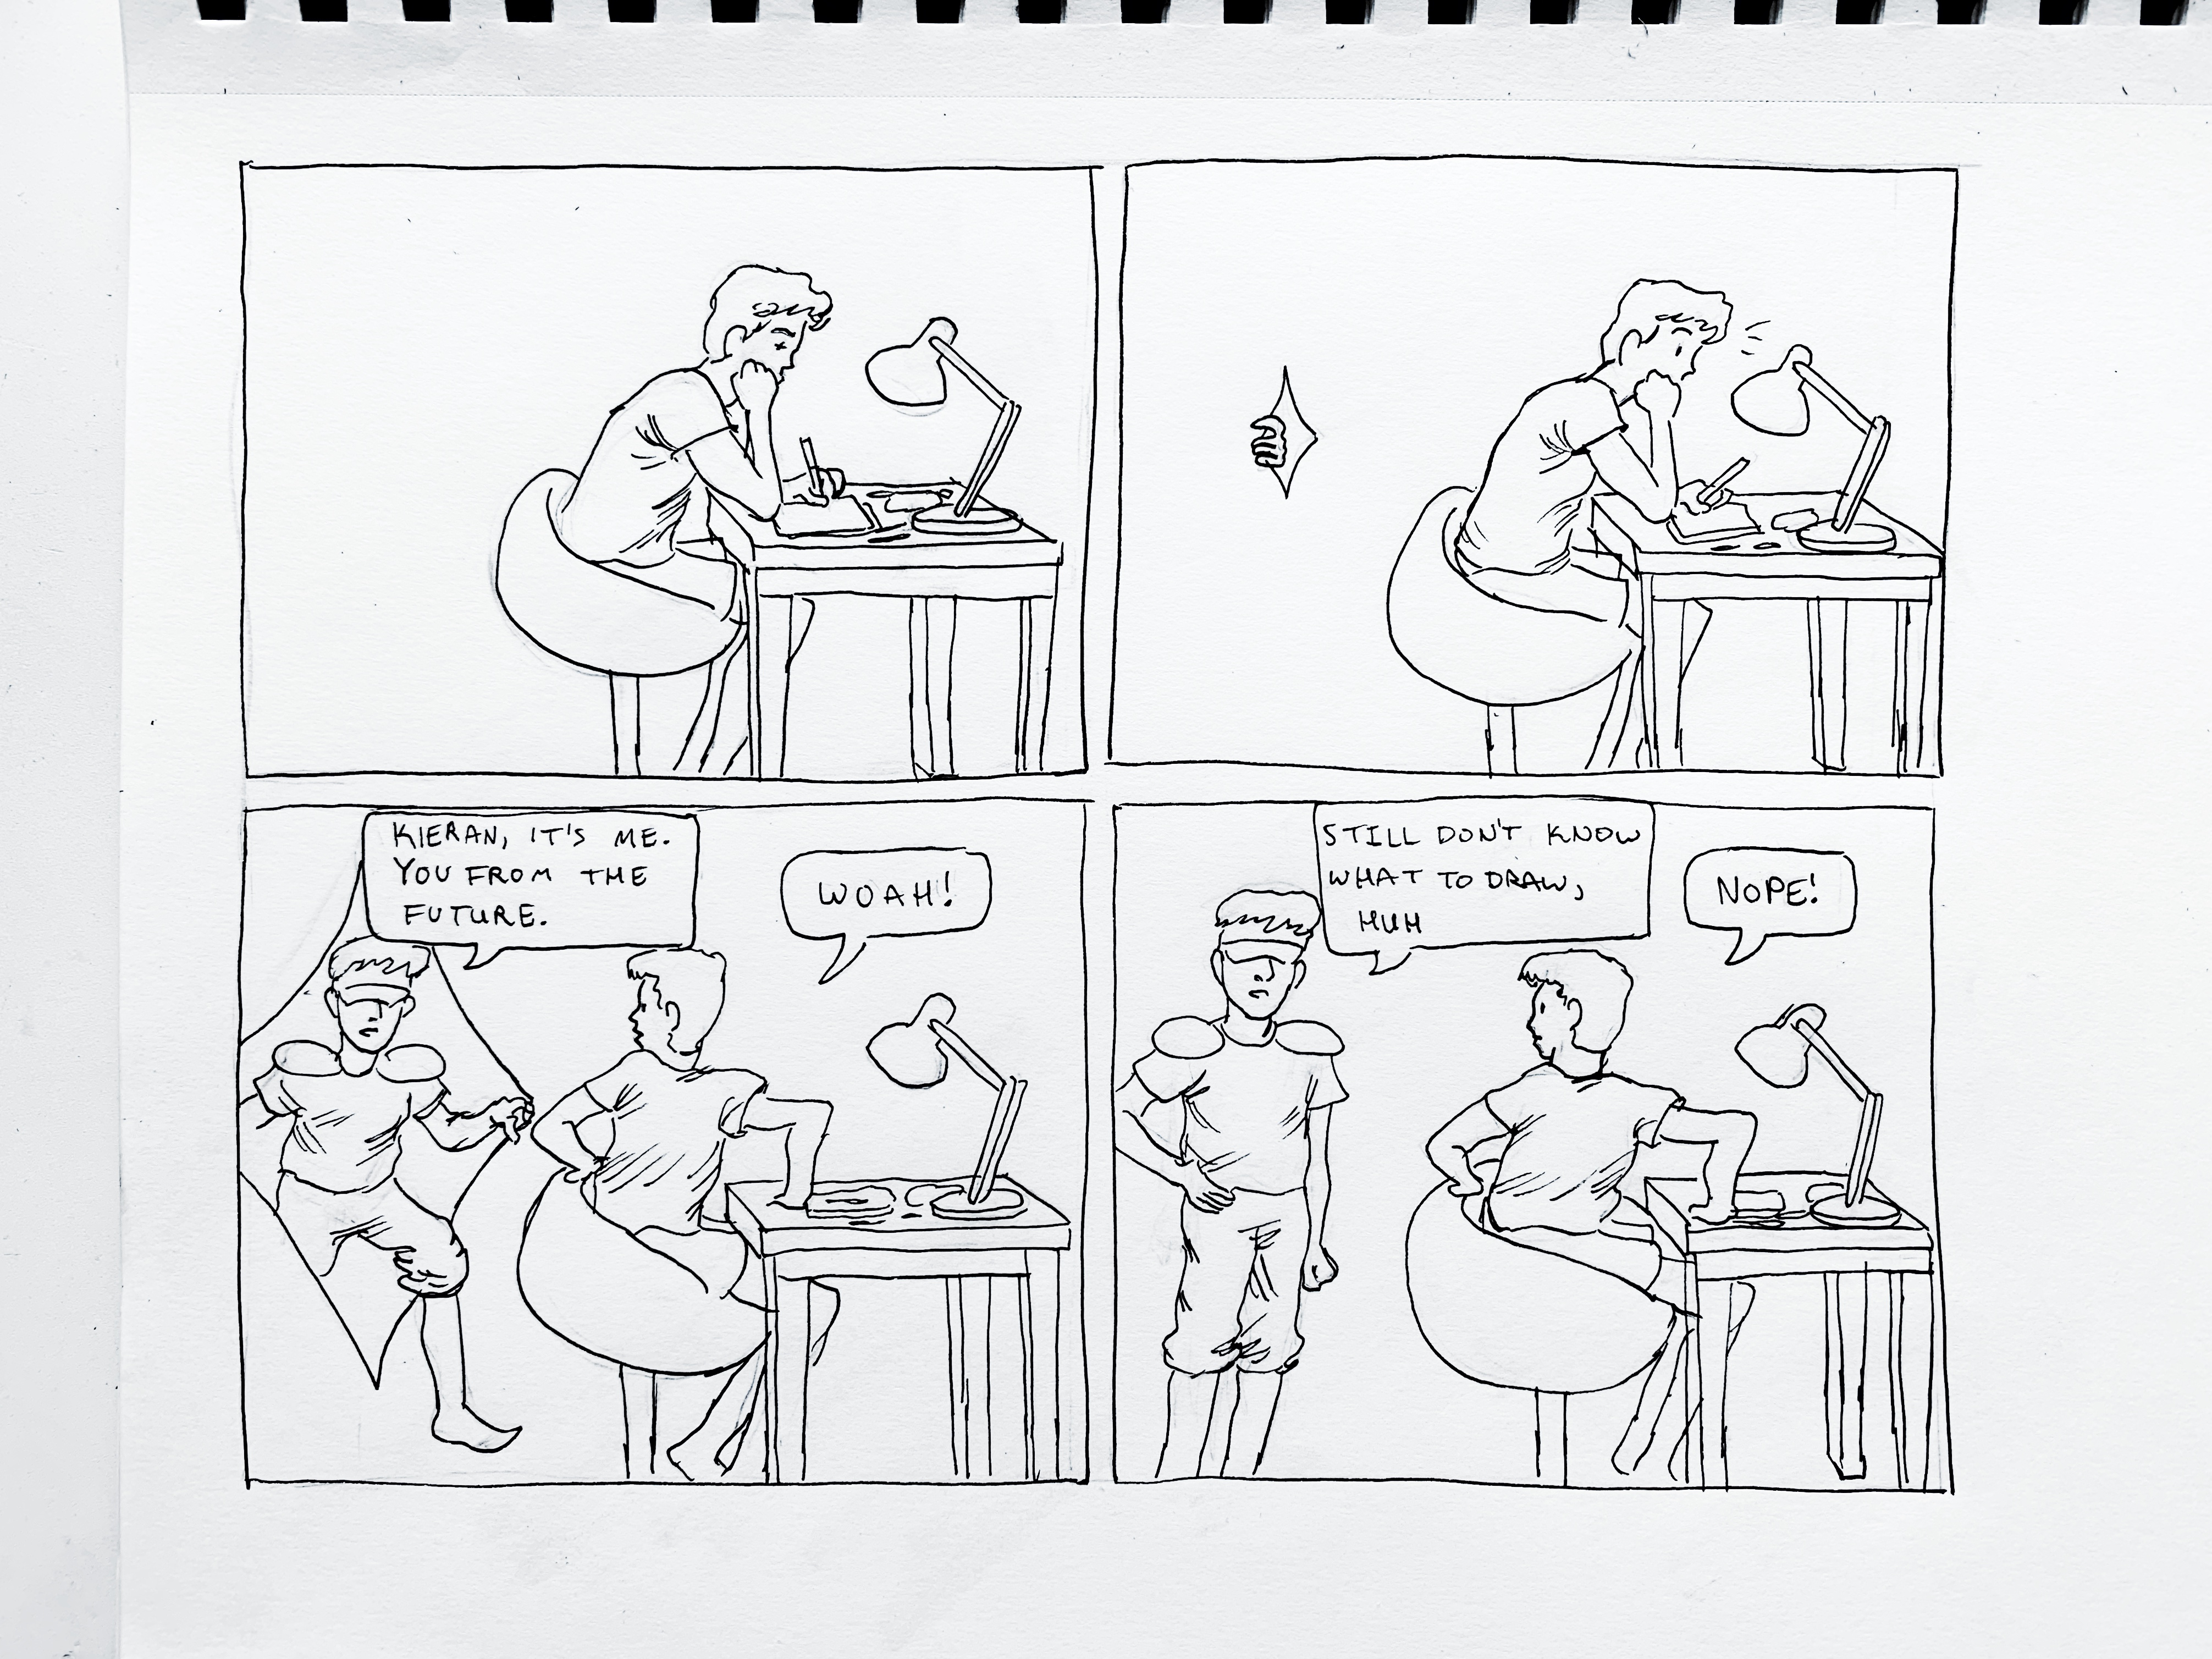 KIERAN, IT'S ME.
YOU FROM THE
FUTURE.
WOAH!
STILL DON'T KNOW
WHAT TO DRAW,
HUH
NOPE!